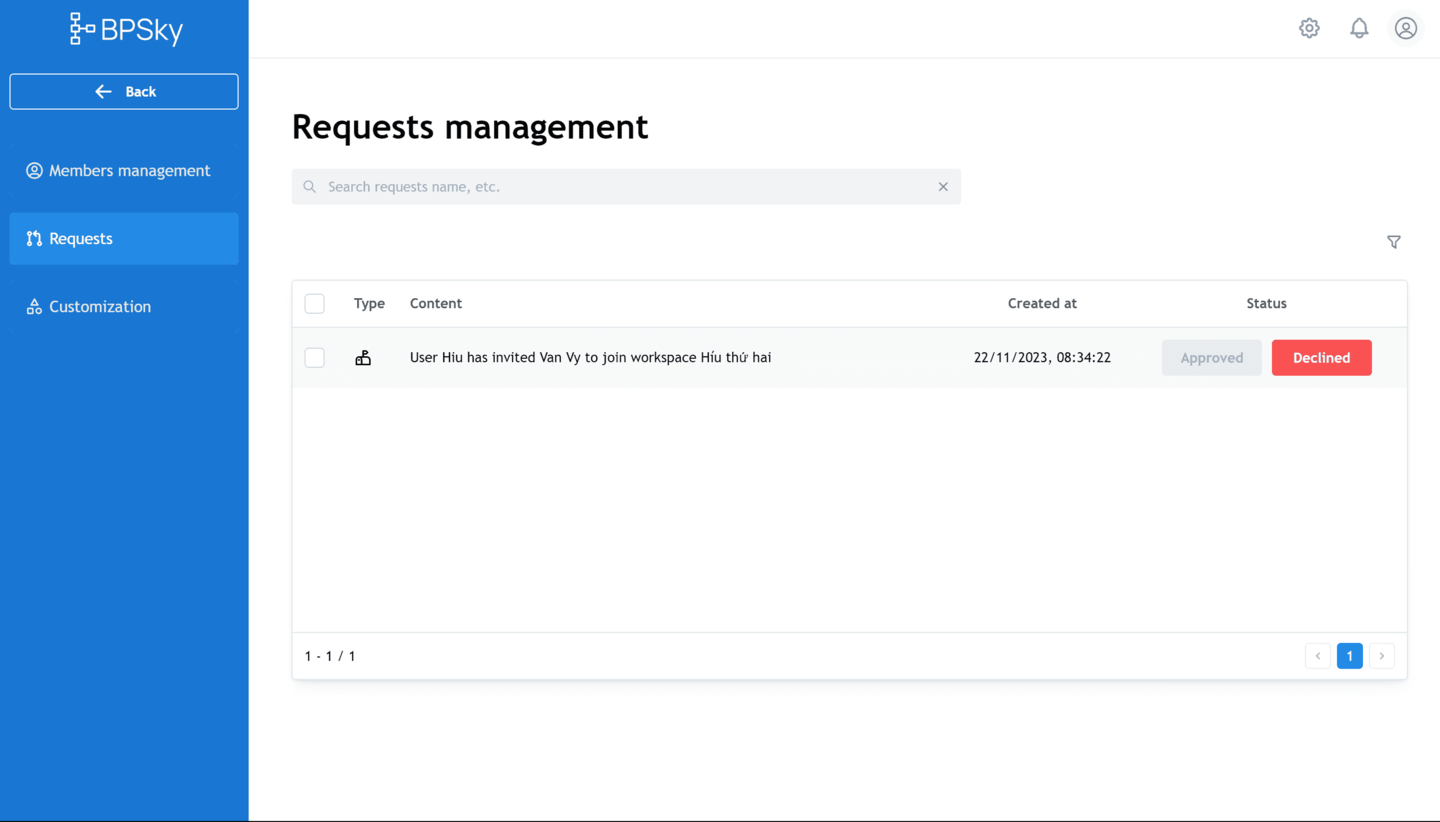 BPSky
Back
Members management
Requests
Customization
Requests management
Search requests name, etc.
Type Content Created at Status
User Hiu has invited Van Vy to join workspace Híu thứ hai 22/11/2023, 08:34:22 Approved Declined
1 - 1 / 1
1